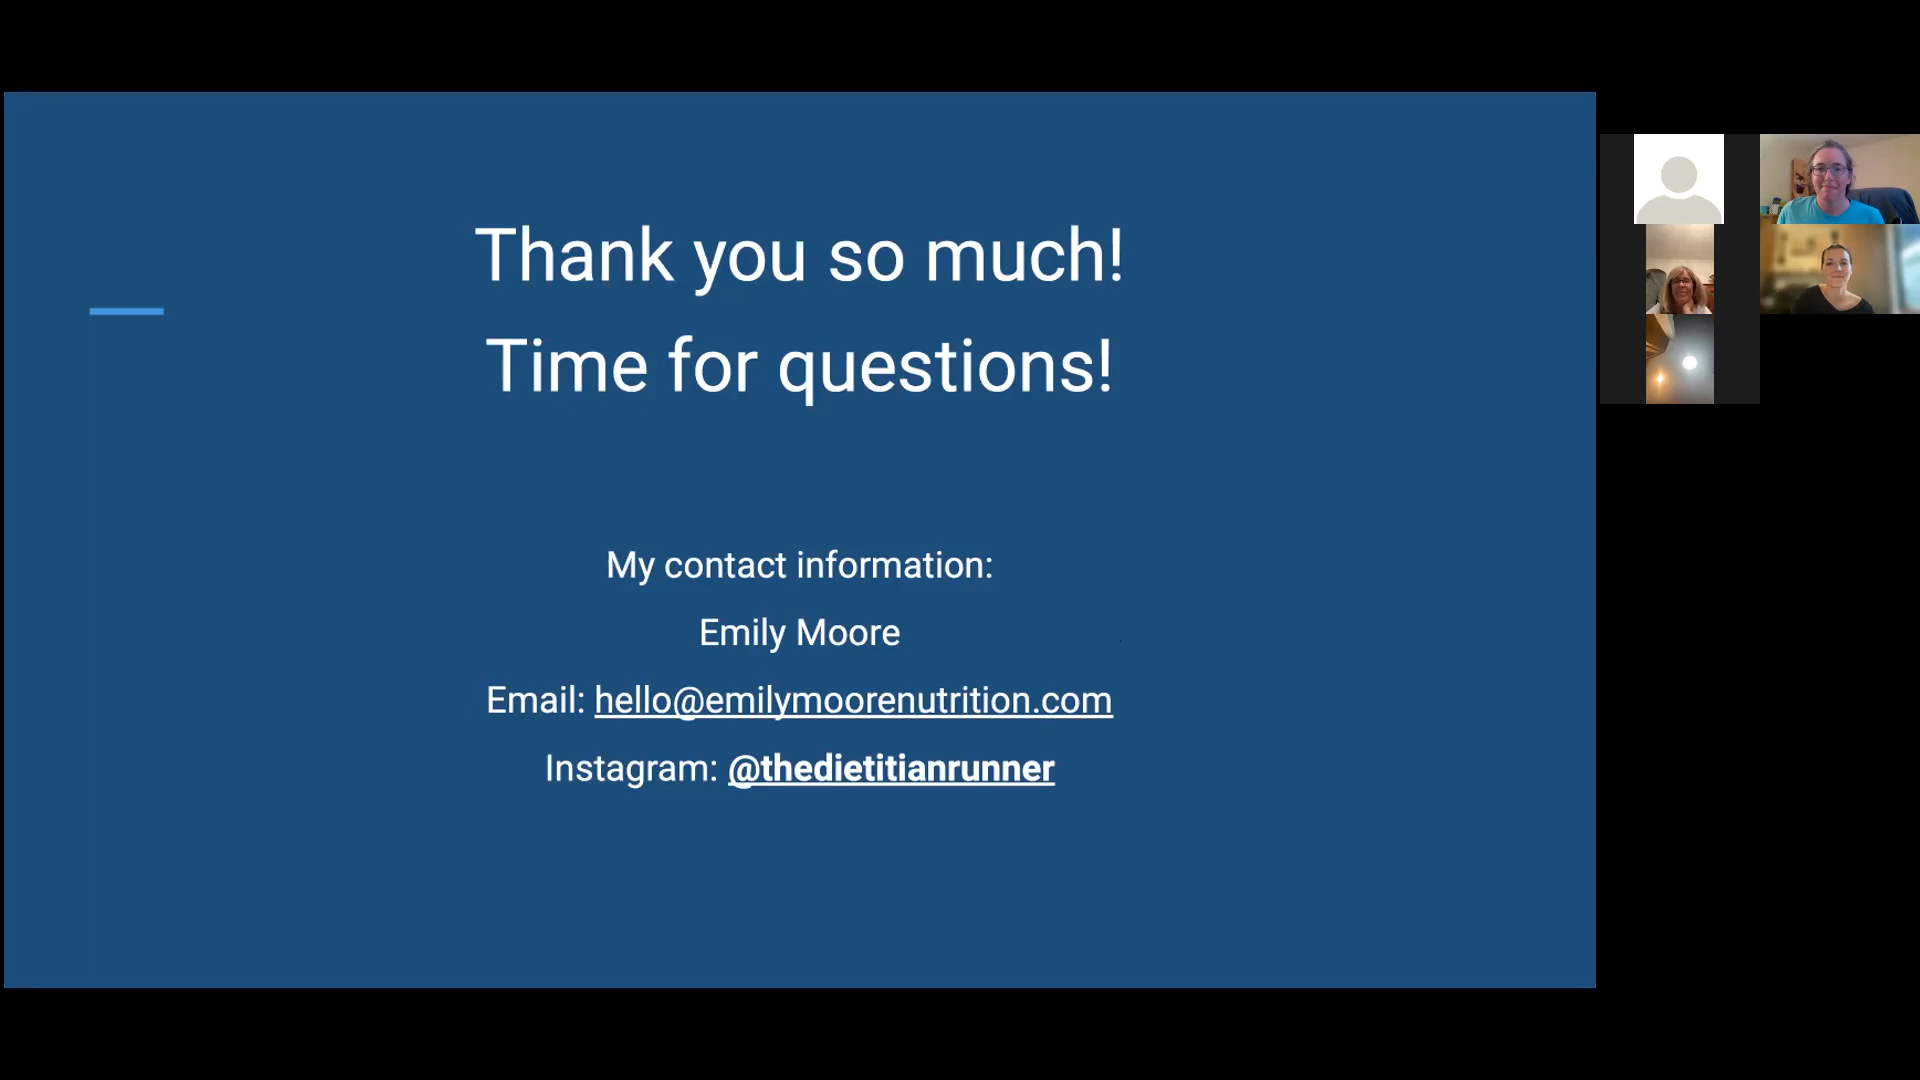 Thank you so much!
Time for questions!
My contact information:
Emily Moore
Email: hello@emilymoorenutrition.com
Instagram: @thedietitianrunner